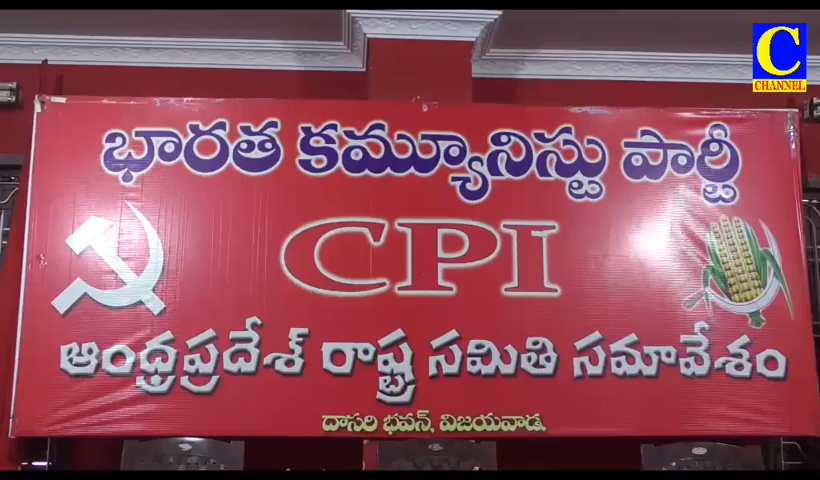 C
CHANNEL
భారత కమ్యూనిస్టు పార్టీ
CPI
ఆంధ్రప్రదేశ్ రాష్ట్ర సమితి సమావేశం
దాసరి భవన్, విజయవాడ.